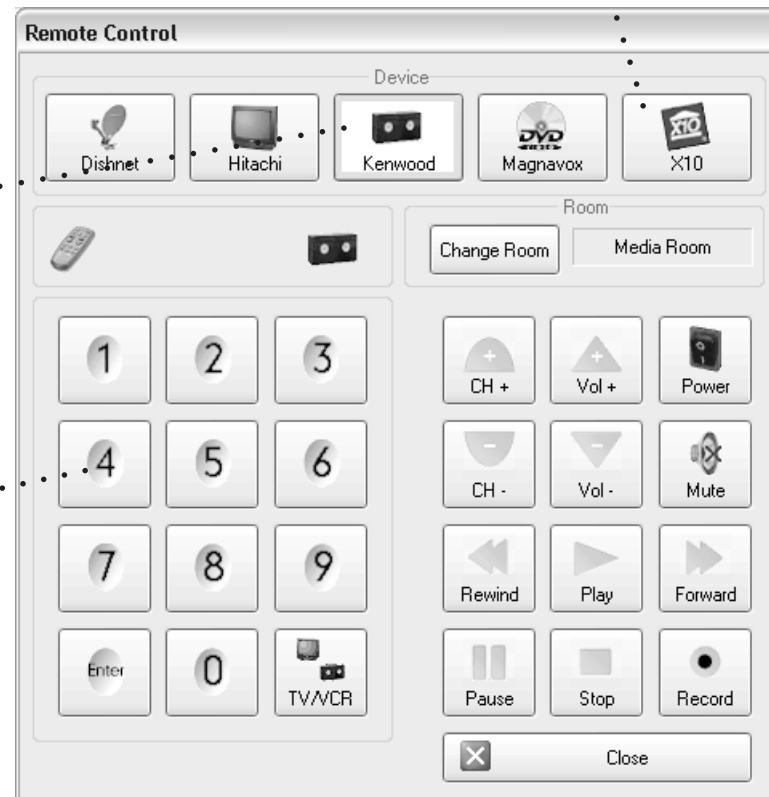 Remote Control
Device
Dishnet Hitachi Kenwood DVD Magnavox X10 X10
Room
Change Room Media Room
1 2 3 CH + Vol + Power
4 5 6 CH - Vol - Mute
7 8 9 Rewind Play Forward
Enter 0 TV/VCR Pause Stop Record
Close